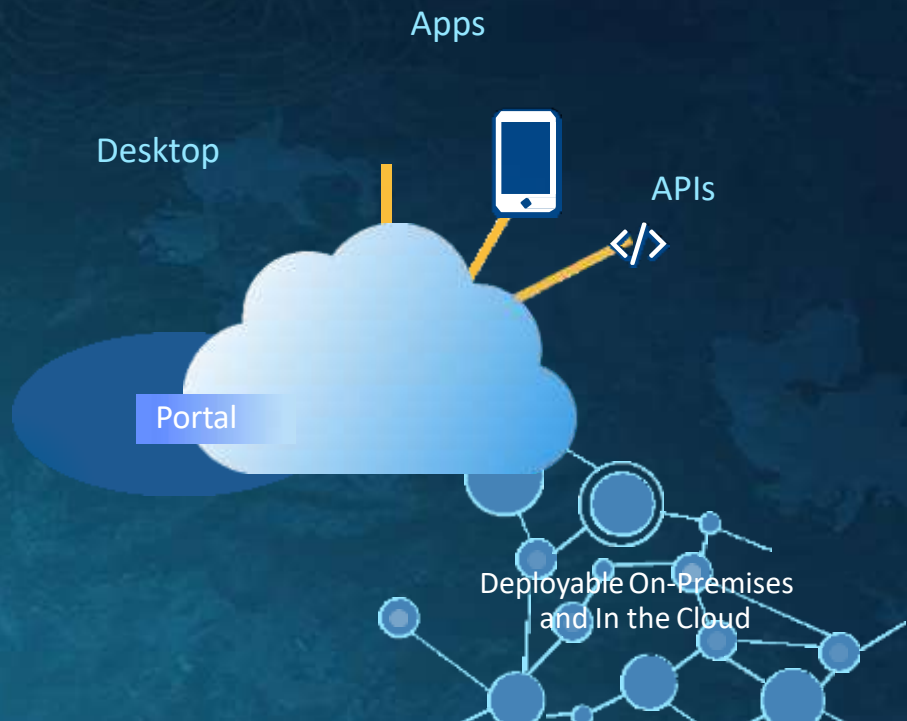 Apps
Desktop
APIs
</>
Portal
Deployable On-Premises
and In the Cloud